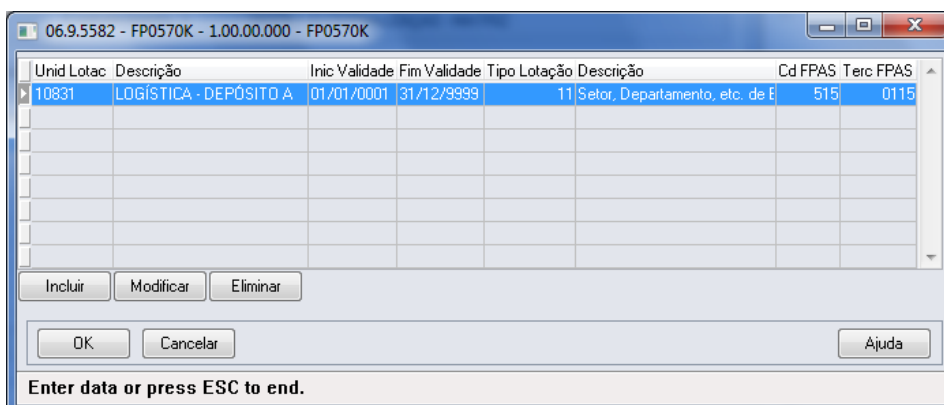 06.9.5582 - FP0570K - 1.00.00.000 - FP0570K
Unid Lotac Descrição Inic Validade Fim Validade Tipo Lotação Descrição Cd FPAS Terc FPAS
10831 LOGÍSTICA - DEPÓSITO A 01/01/0001 31/12/9999 11 Setor, Departamento, etc. de E 515 0115
Incluir Modificar Eliminar
OK Cancelar Ajuda
Enter data or press ESC to end.